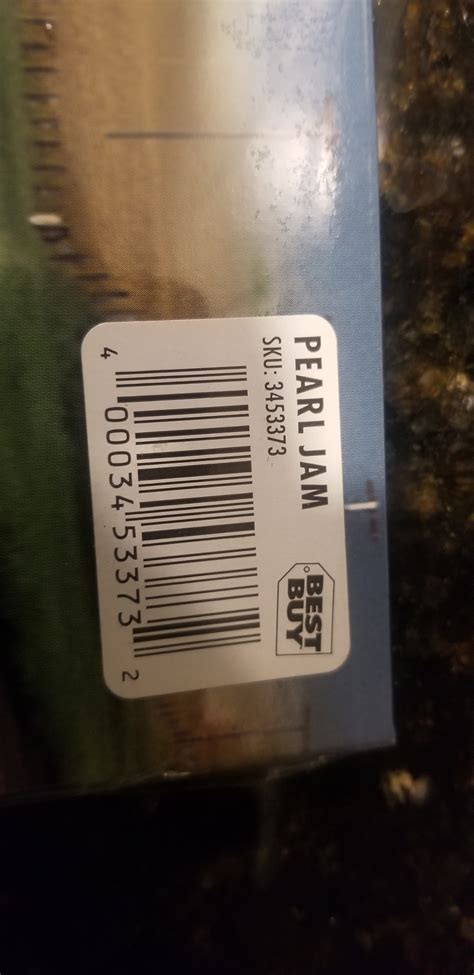 PEARL JAM
SKU: 3453373
BEST
BUY
4 00034 53373 2